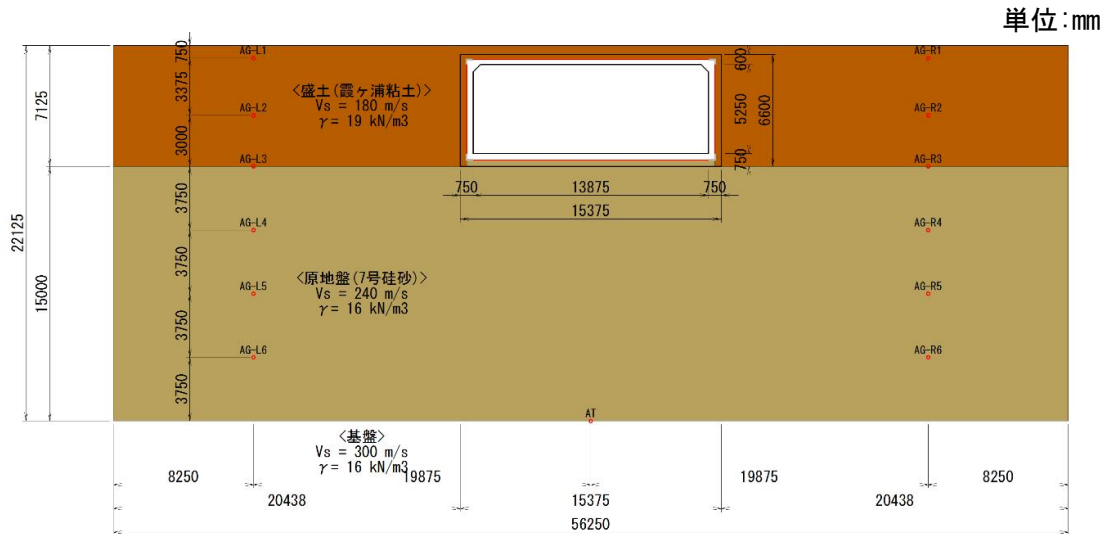 単位:mm
AG-L1
AG-R1
750
600
3375
<盛土(霞ヶ浦粘土)>
Vs = 180 m/s
γ= 19 kN/m3
7125
AG-L2
AG-R2
5250
6600
3000
AG-L3
AG-R3
750
750
13875
750
15375
3750
AG-L4
AG-R4
22125
3750
<原地盤(7号硅砂)>
Vs = 240 m/s
γ= 16 kN/m3
15000
AG-L5
AG-R5
3750
AG-L6
AG-R6
3750
AT
<基盤>
Vs = 300 m/s
γ= 16 kN/m3
8250
19875
19875
8250
20438
15375
20438
56250